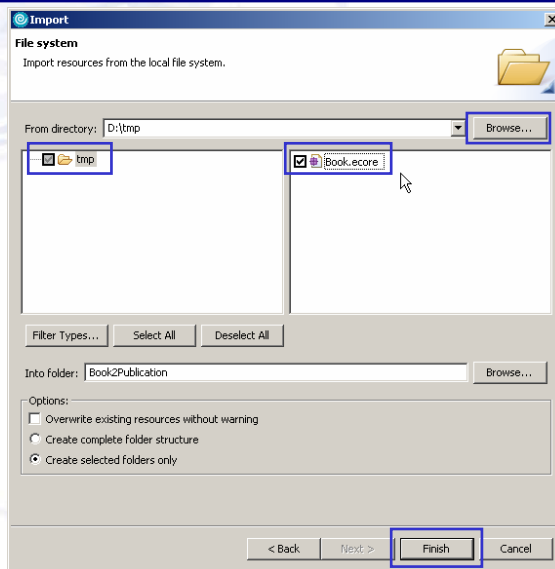 Import
File system
Import resources from the local file system.
From directory: D:\tmp Browse...
tmp Book.ecore
Filter Types... Select All Deselect All
Into folder: Book2Publication Browse...
Options:
Overwrite existing resources without warning
Create complete folder structure
Create selected folders only
< Back Next > Finish Cancel